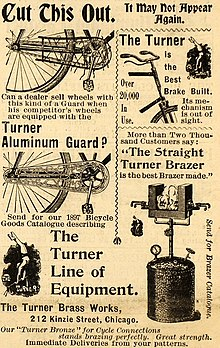 Cut This Out.
It May Not Appear
Again.
Can a dealer sell wheels with
this kind of a Guard when
his competitor's wheels
are equipped with the
Turner
Aluminum Guard?
Send for our 1897 Bicycle
Goods Catalogue describing
The Turner
is the
Best
Brake Built.
Over
20,000
In
Use.
Its me-
chanism
is out of
sight.
More than Two Thou-
sand Customers say:
"The Straight
Turner Brazer
is the best Brazer made."
Send for Brazer Catalogue.
The
Turner
Line of
Equipment.
The Turner Brass Works,
212 Kinzie Street, Chicago.
Our "Turner Bronze" for Cycle Connections
stands brazing perfectly. Great strength.
Immediate Deliveries from your patterns.